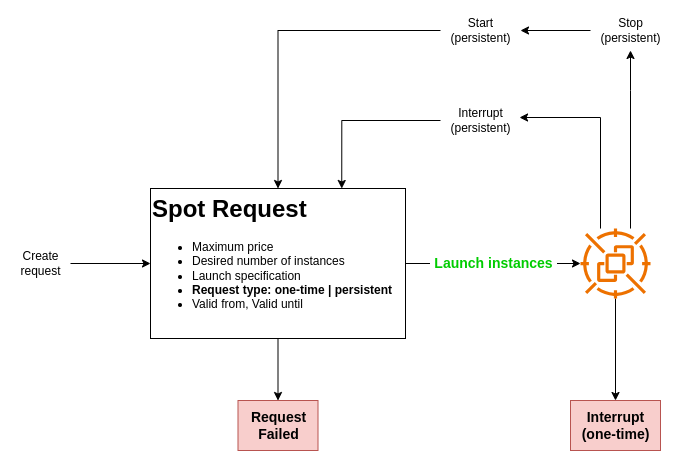 Start
(persistent)
Stop
(persistent)
Interrupt
(persistent)
Spot Request
Maximum price
Desired number of instances
Launch specification
Request type: one-time | persistent
Valid from, Valid until
Create
request
Launch instances
Request
Failed
Interrupt
(one-time)